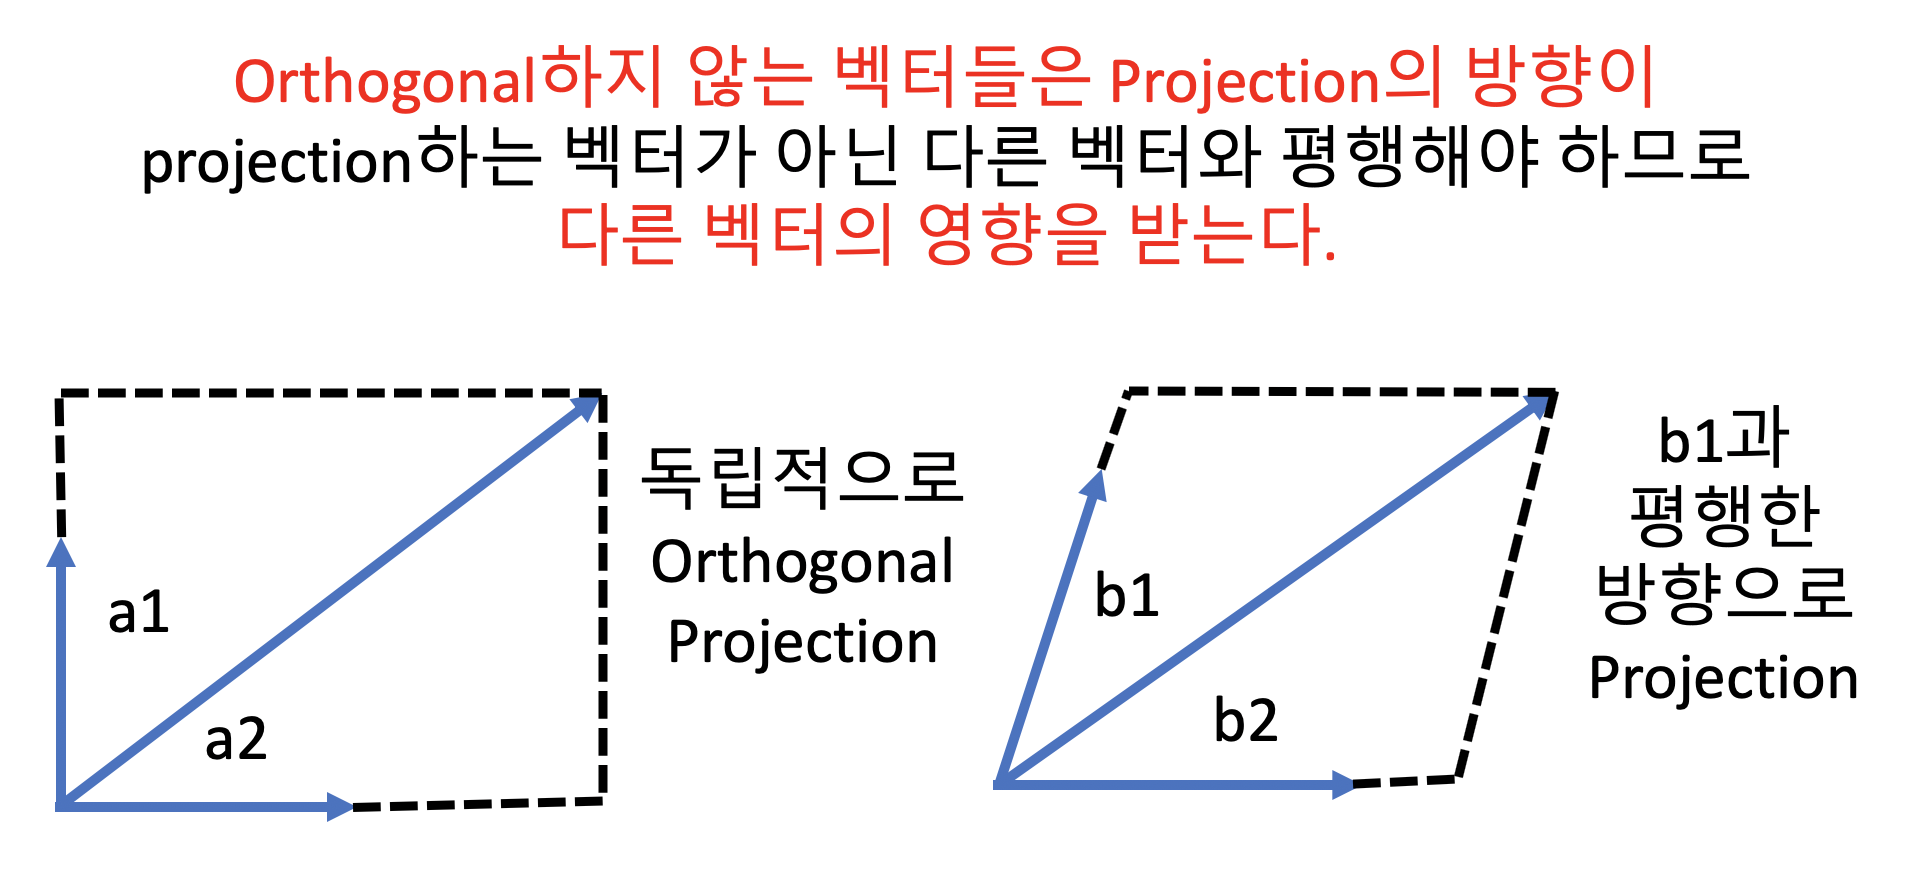 Orthogonal하지 않는 벡터들은 Projection의 방향이
projection하는 벡터가 아닌 다른 벡터와 평행해야 하므로
다른 벡터의 영향을 받는다.
독립적으로
Orthogonal
Projection
a1
a2
b1과
평행한
방향으로
Projection
b1
b2